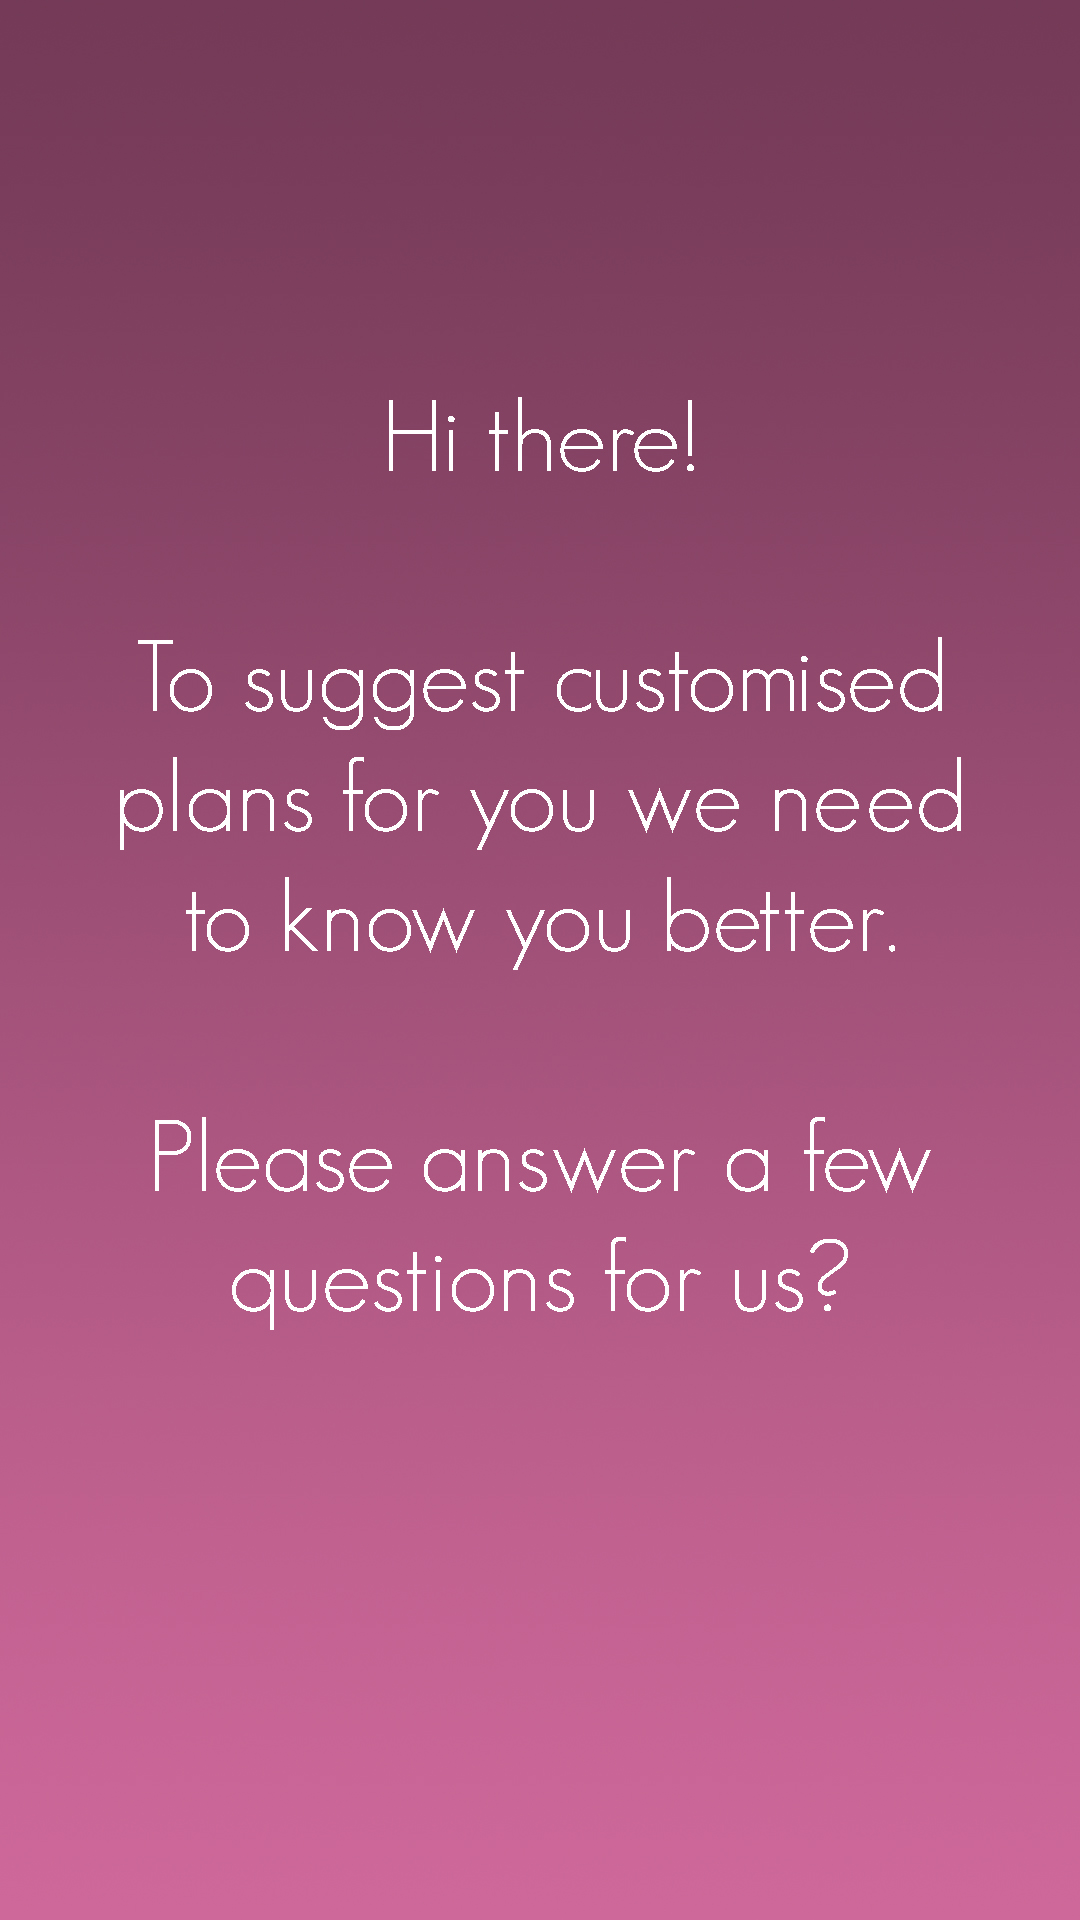 Hi there!
To suggest customised
plans for you we need
to know you better.
Please answer a few
questions for us?